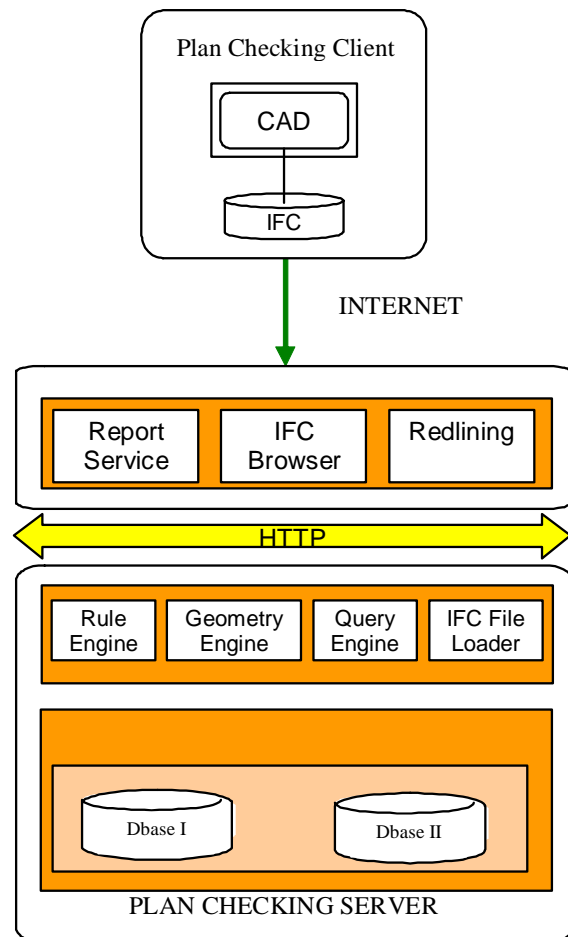 Plan Checking Client
CAD
IFC
INTERNET
Report
Service
IFC
Browser
Redlining
HTTP
Rule
Engine
Geometry
Engine
Query
Engine
IFC File
Loader
Dbase I
Dbase II
PLAN CHECKING SERVER